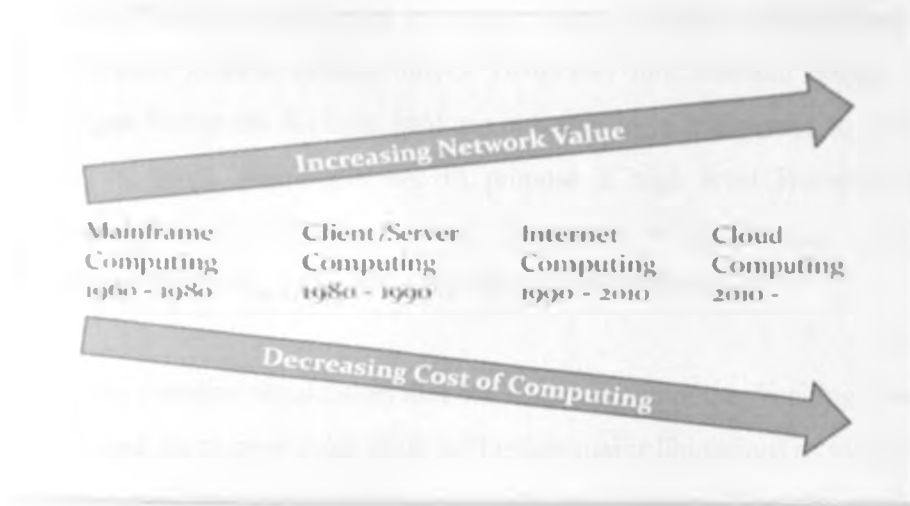 Increasing Network Value
Mainframe
Computing
1960 - 1980
Client/Server
Computing
1980 - 1990
Internet
Computing
1990 - 2010
Cloud
Computing
2010 -
Decreasing Cost of Computing